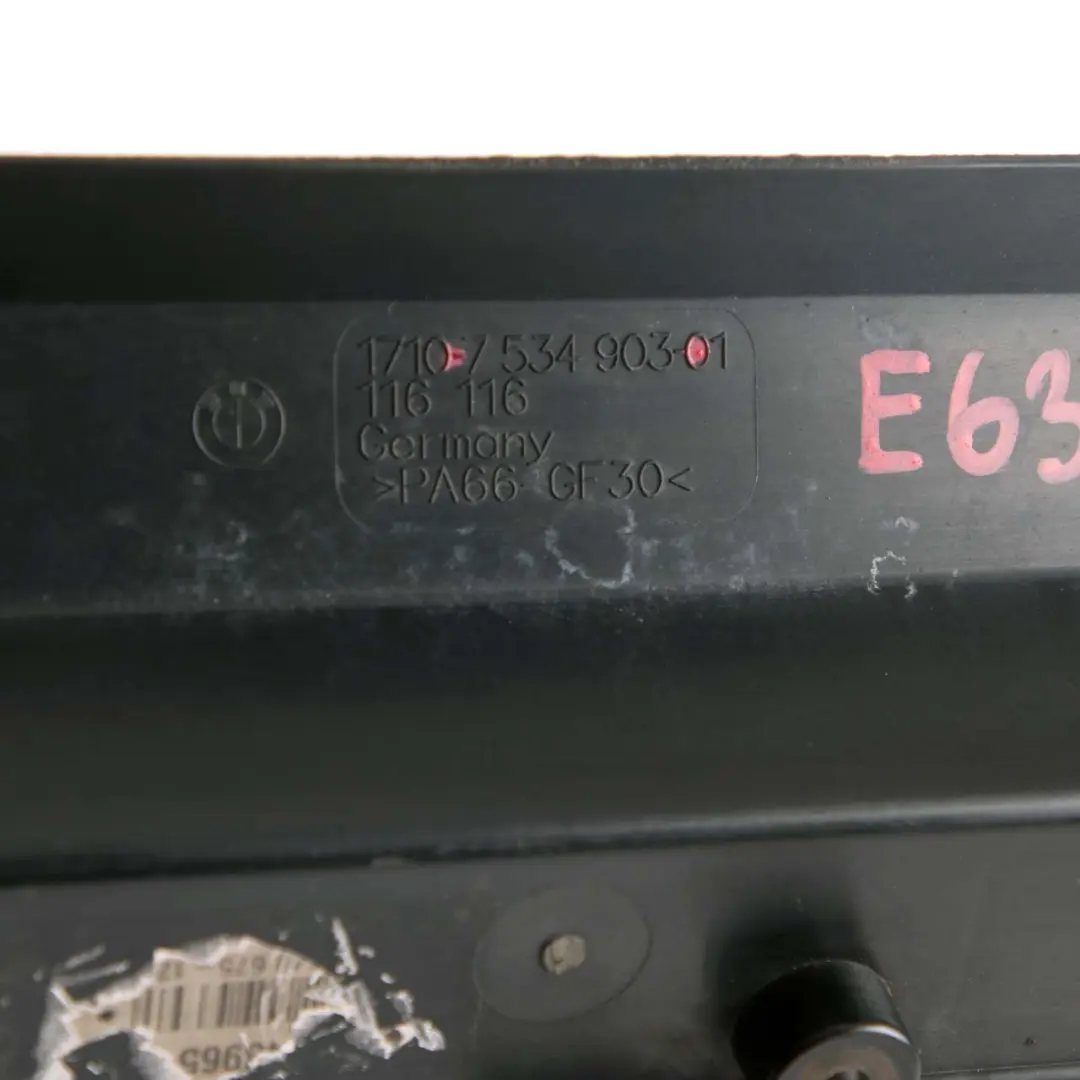 1710 7 534 903-01
116 116
Germany
>PA66 GF30<
E63